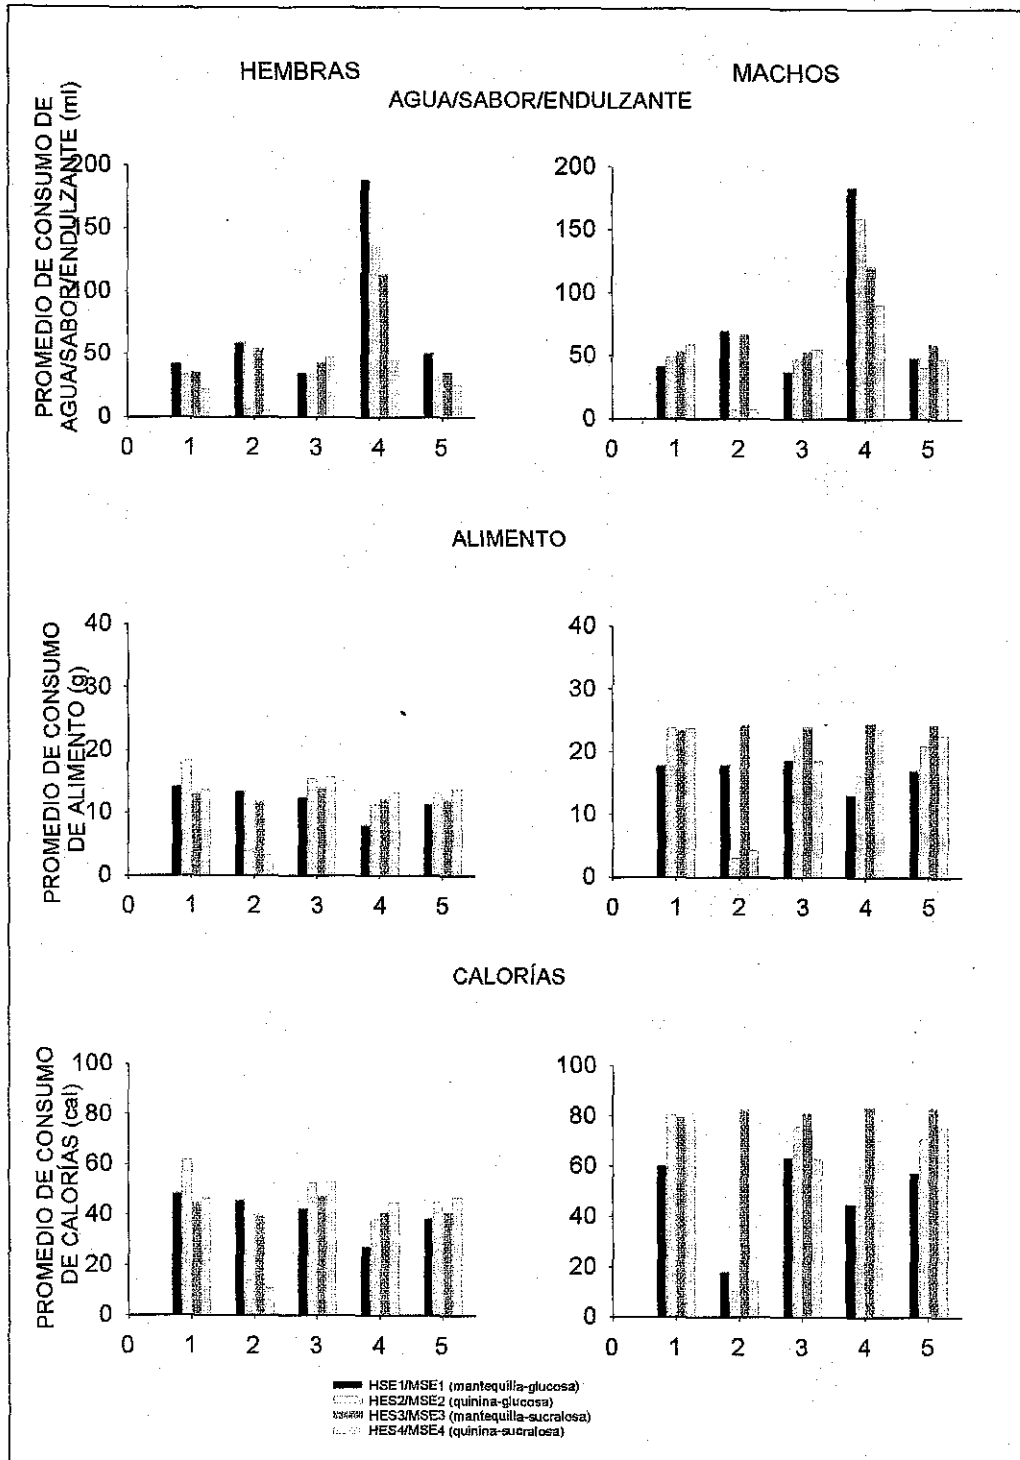 HEMBRAS
MACHOS
AGUA/SABOR/ENDULZANTE
PROMEDIO DE CONSUMO DE
AGUA/SABOR/ENDULZANTE (ml)
200
150
100
50
0
0 1 2 3 4 5
200
150
100
50
0
0 1 2 3 4 5
ALIMENTO
PROMEDIO DE CONSUMO
DE ALIMENTO (g)
40
30
20
10
0
0 1 2 3 4 5
40
30
20
10
0
0 1 2 3 4 5
CALORÍAS
PROMEDIO DE CONSUMO
DE CALORÍAS (cal)
100
80
60
40
20
0
0 1 2 3 4 5
100
80
60
40
20
0
0 1 2 3 4 5
HSE1/MSE1 (mantequilla-glucosa)
HES2/MSE2 (quinina-glucosa)
HES3/MSE3 (mantequilla-sucralosa)
HES4/MSE4 (quinina-sucralosa)